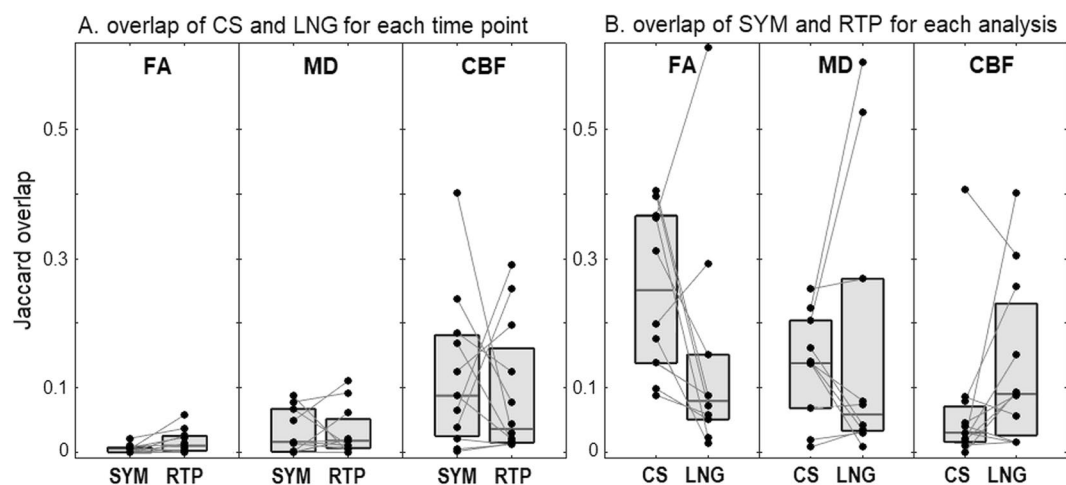 A. overlap of CS and LNG for each time point
B. overlap of SYM and RTP for each analysis
FA MD CBF FA MD CBF
0.5 0.5
0.3 0.3
0.1 0.1
0 0
Jaccard overlap
SYM RTP SYM RTP SYM RTP CS LNG CS LNG CS LNG